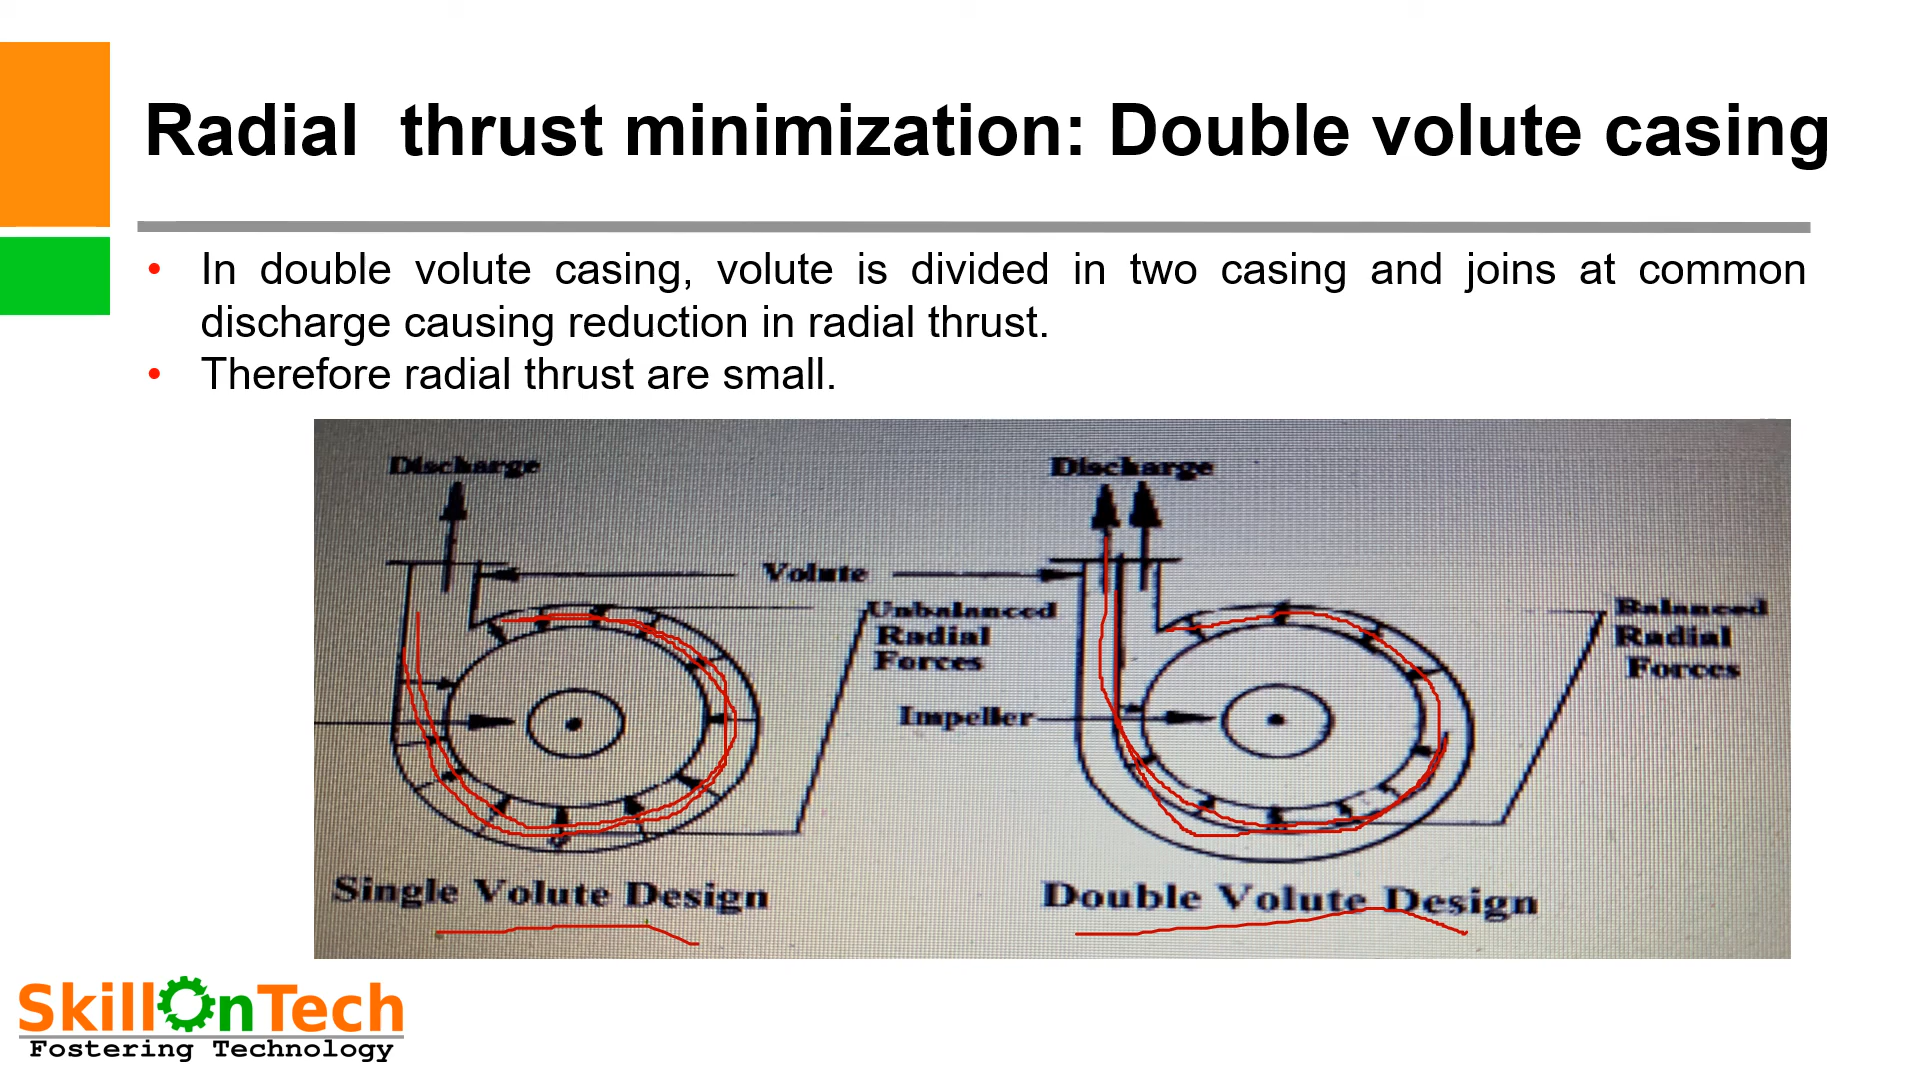 Radial thrust minimization: Double volute casing
• In double volute casing, volute is divided in two casing and joins at common
discharge causing reduction in radial thrust.
• Therefore radial thrust are small.
Discharge
Discharge
Volute
Unbalanced
Radial
Forces
Balanced
Radial
Forces
Impeller
Single Volute Design
Double Volute Design
SkillOnTech
Fostering Technology